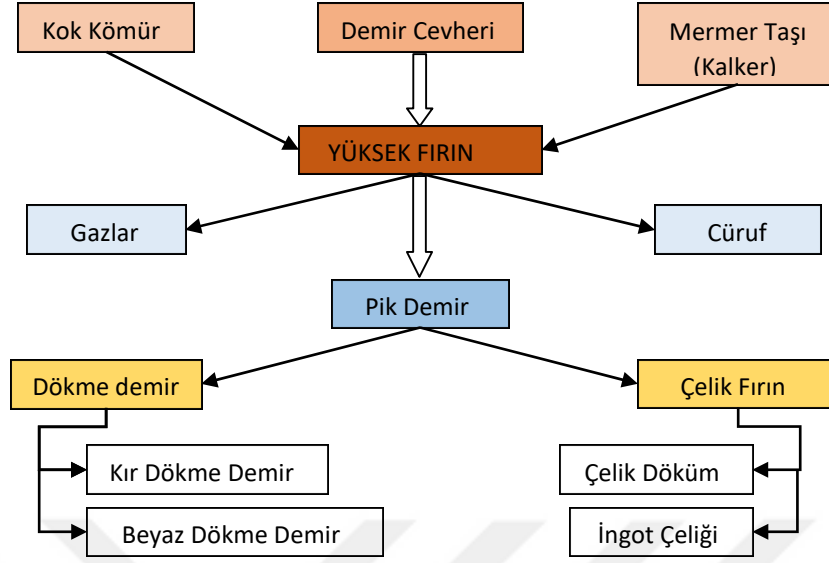 Kok Kömür
Demir Cevheri
Mermer Taşı
(Kalker)
YÜKSEK FIRIN
Gazlar
Cüruf
Pik Demir
Dökme demir
Çelik Fırın
Kır Dökme Demir
Çelik Döküm
Beyaz Dökme Demir
İngot Çeliği